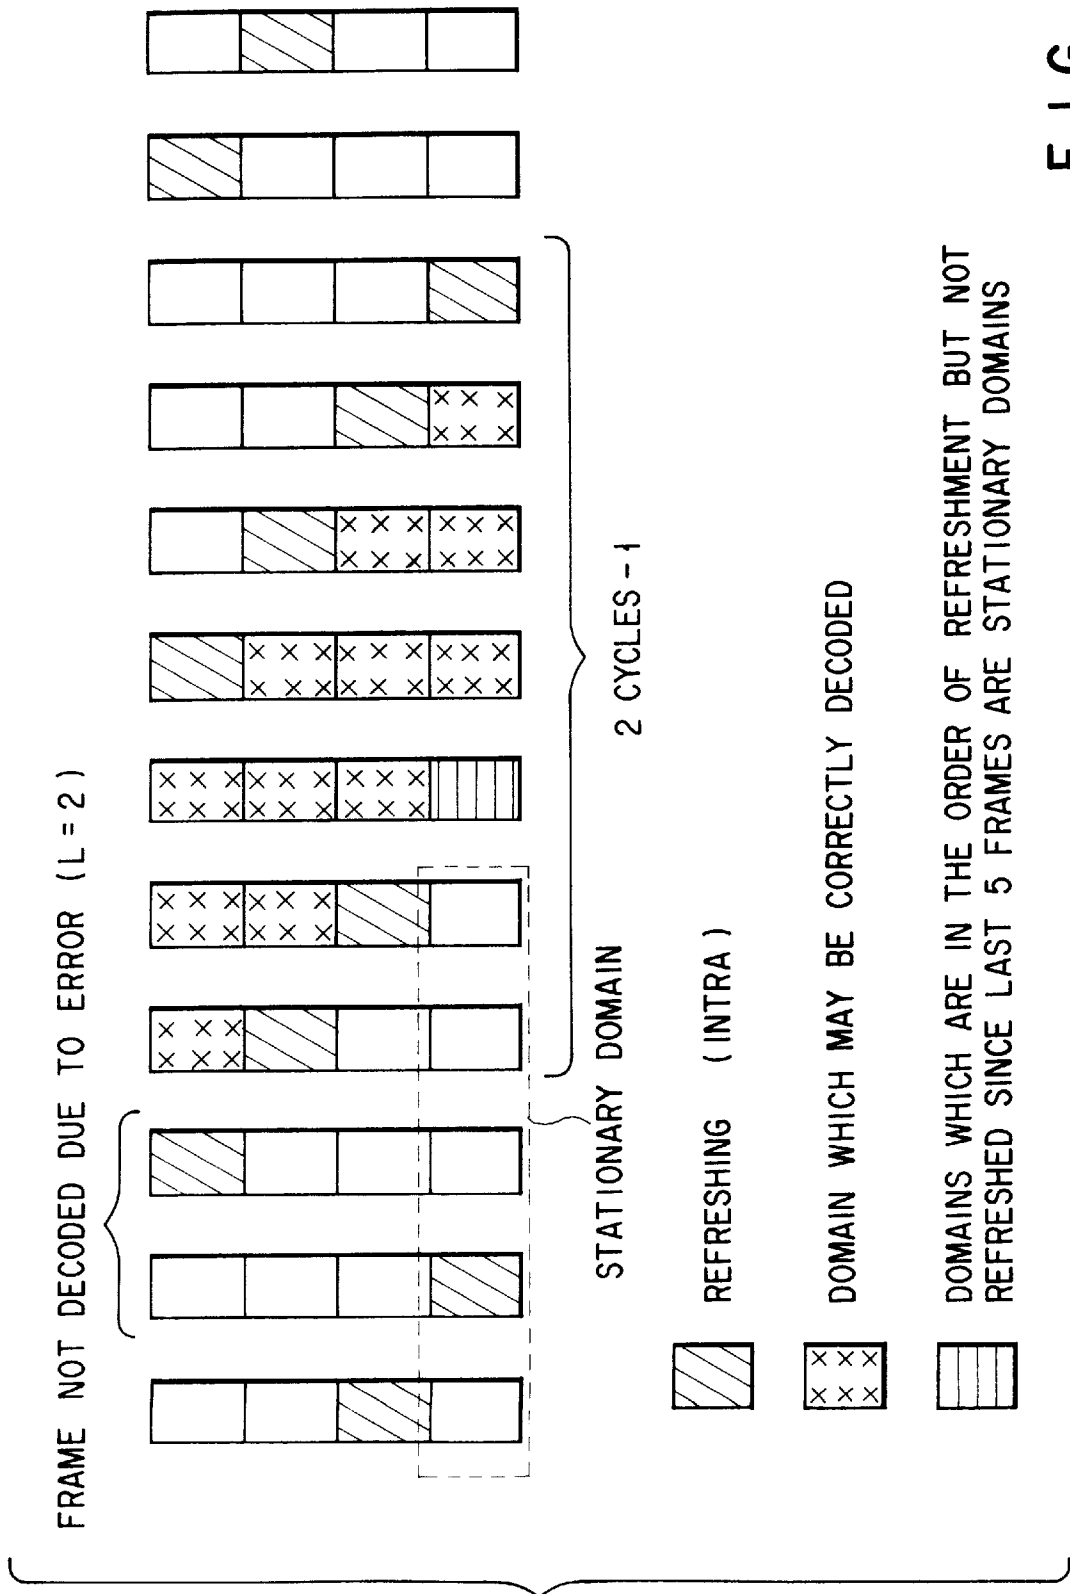 FRAME NOT DECODED DUE TO ERROR (L = 2)
STATIONARY DOMAIN
2 CYCLES - 1
REFRESHING (INTRA)
DOMAIN WHICH MAY BE CORRECTLY DECODED
DOMAINS WHICH ARE IN THE ORDER OF REFRESHMENT BUT NOT
REFRESHED SINCE LAST 5 FRAMES ARE STATIONARY DOMAINS